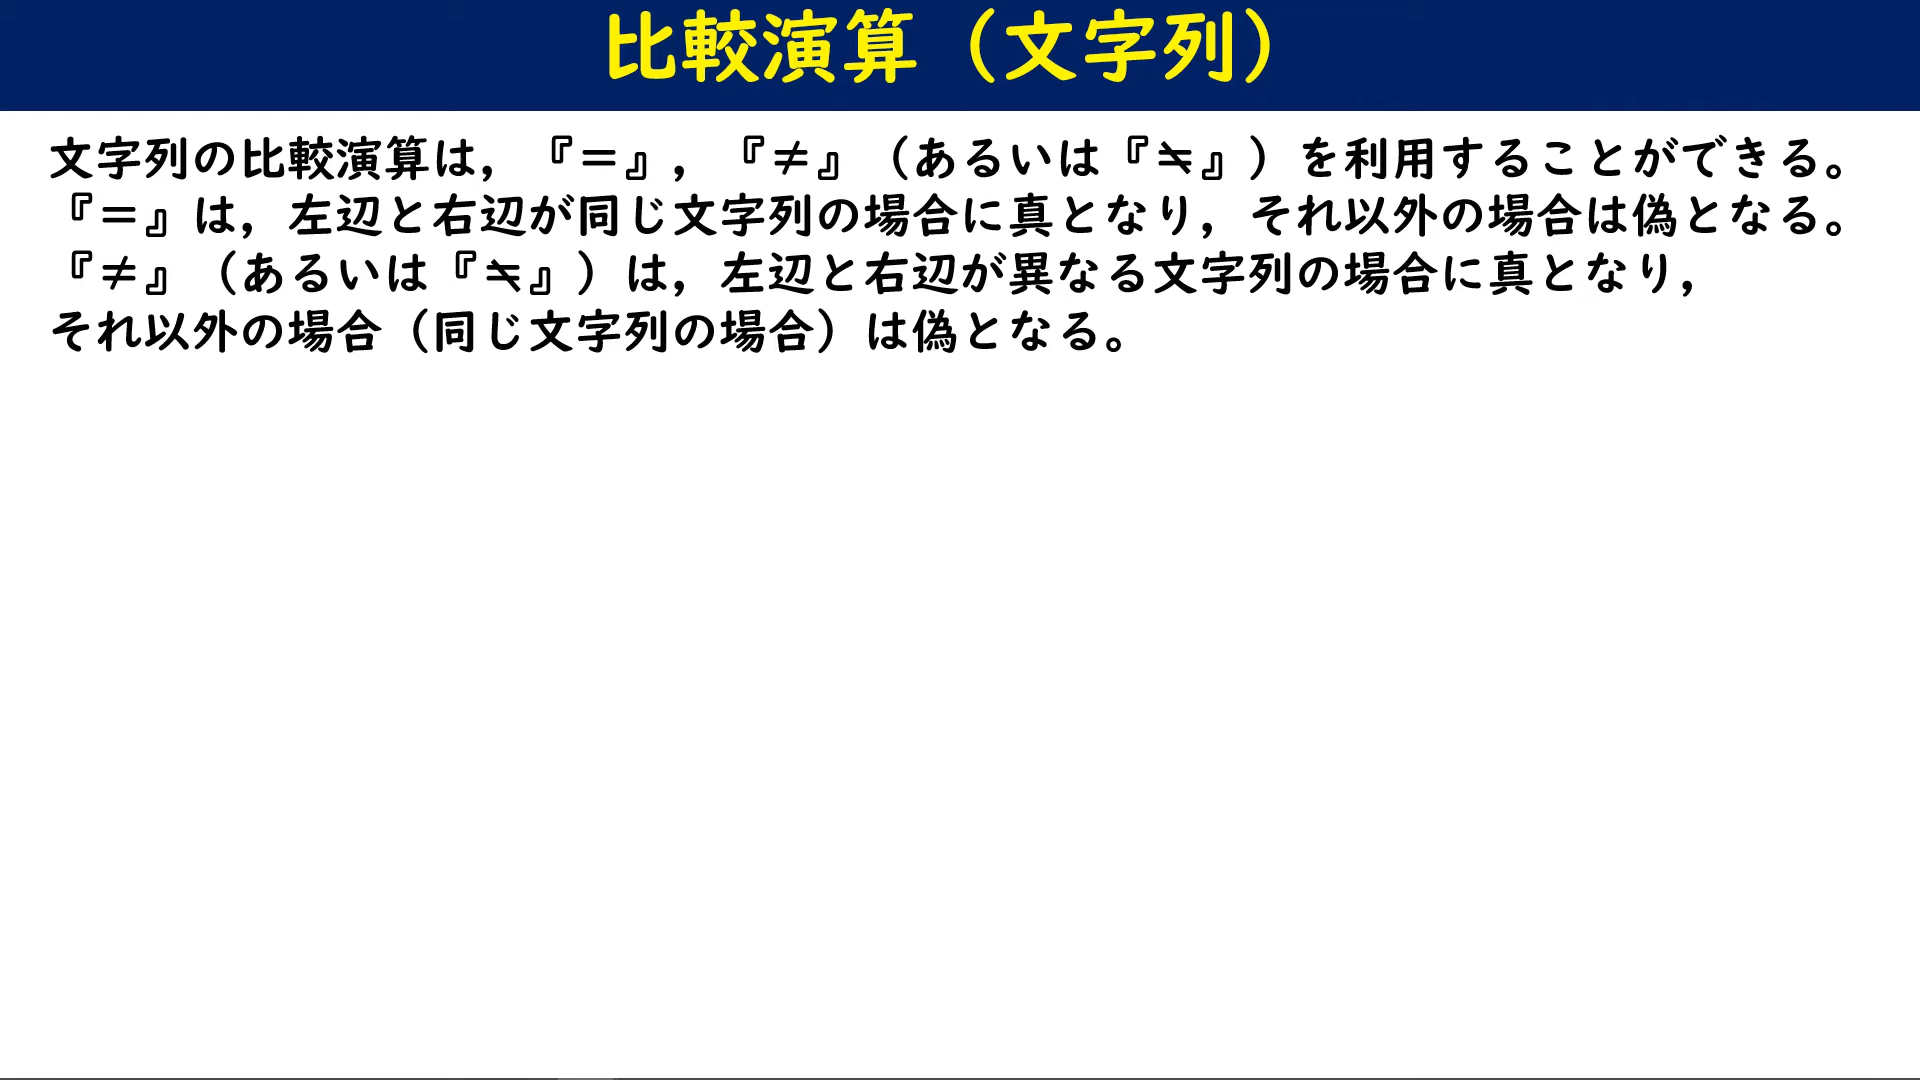 比較演算（文字列）
文字列の比較演算は，『＝』，『≠』（あるいは『≒』）を利用することができる。
『＝』は，左辺と右辺が同じ文字列の場合に真となり，それ以外の場合は偽となる。
『≠』（あるいは『≒』）は，左辺と右辺が異なる文字列の場合に真となり，
それ以外の場合（同じ文字列の場合）は偽となる。